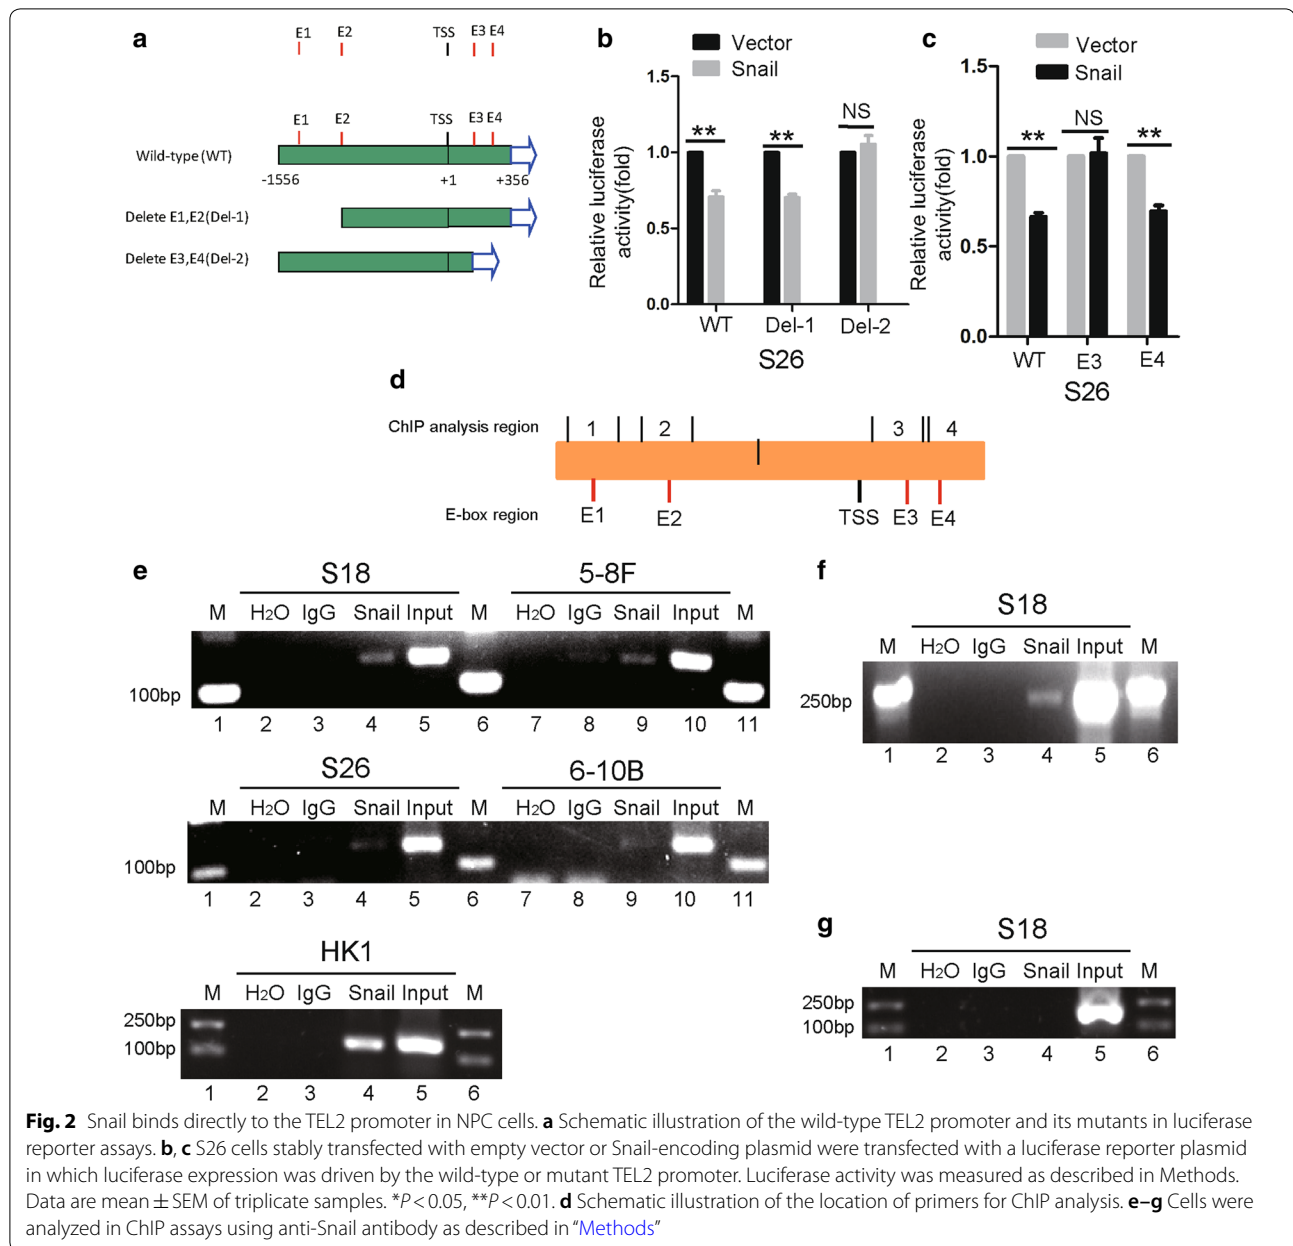 a
E1 E2 TSS E3 E4
E1 E2 TSS E3 E4
Wild-type (WT)
-1556 +1 +356
Delete E1,E2(Del-1)
Delete E3,E4(Del-2)
b
Vector
Snail
Relative luciferase activity(fold)
1.5
1.0
0.5
0.0
** ** NS
WT Del-1 Del-2
S26
c
Vector
Snail
Relative luciferase activity(fold)
1.5
1.0
0.5
0.0
** NS **
WT E3 E4
S26
d
ChIP analysis region 1 2 3 4
E-box region E1 E2 TSS E3 E4
e
S18 5-8F
M H2O IgG Snail Input M H2O IgG Snail Input M
100bp
1 2 3 4 5 6 7 8 9 10 11
S26 6-10B
M H2O IgG Snail Input M H2O IgG Snail Input M
100bp
1 2 3 4 5 6 7 8 9 10 11
HK1
M H2O IgG Snail Input M
250bp
100bp
1 2 3 4 5 6
f
S18
M H2O IgG Snail Input M
250bp
1 2 3 4 5 6
g
S18
M H2O IgG Snail Input M
250bp
100bp
1 2 3 4 5 6
Fig. 2 Snail binds directly to the TEL2 promoter in NPC cells. a Schematic illustration of the wild-type TEL2 promoter and its mutants in luciferase
reporter assays. b, c S26 cells stably transfected with empty vector or Snail-encoding plasmid were transfected with a luciferase reporter plasmid
in which luciferase expression was driven by the wild-type or mutant TEL2 promoter. Luciferase activity was measured as described in Methods.
Data are mean ± SEM of triplicate samples. *P < 0.05, **P < 0.01. d Schematic illustration of the location of primers for ChIP analysis. e–g Cells were
analyzed in ChIP assays using anti-Snail antibody as described in "Methods"